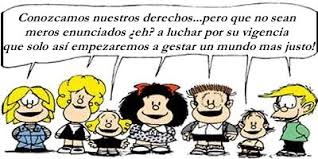 Conozcamos nuestros derechos...pero que no sean
meros enunciados ¿eh? a luchar por su vigencia
que solo así empezaremos a gestar un mundo mas justo!